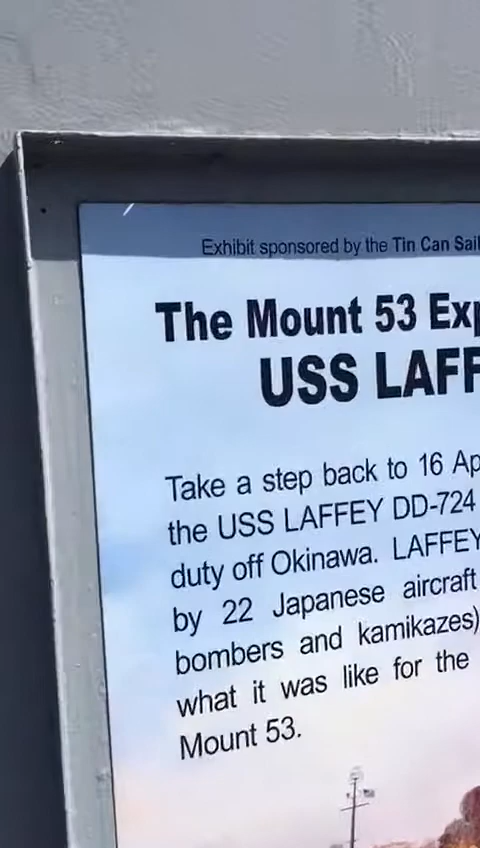 Exhibit sponsored by the Tin Can Sail
The Mount 53 Exp
USS LAFF
Take a step back to 16 Ap
the USS LAFFEY DD-724
duty off Okinawa. LAFFEY
by 22 Japanese aircraft
bombers and kamikazes)
what it was like for the
Mount 53.